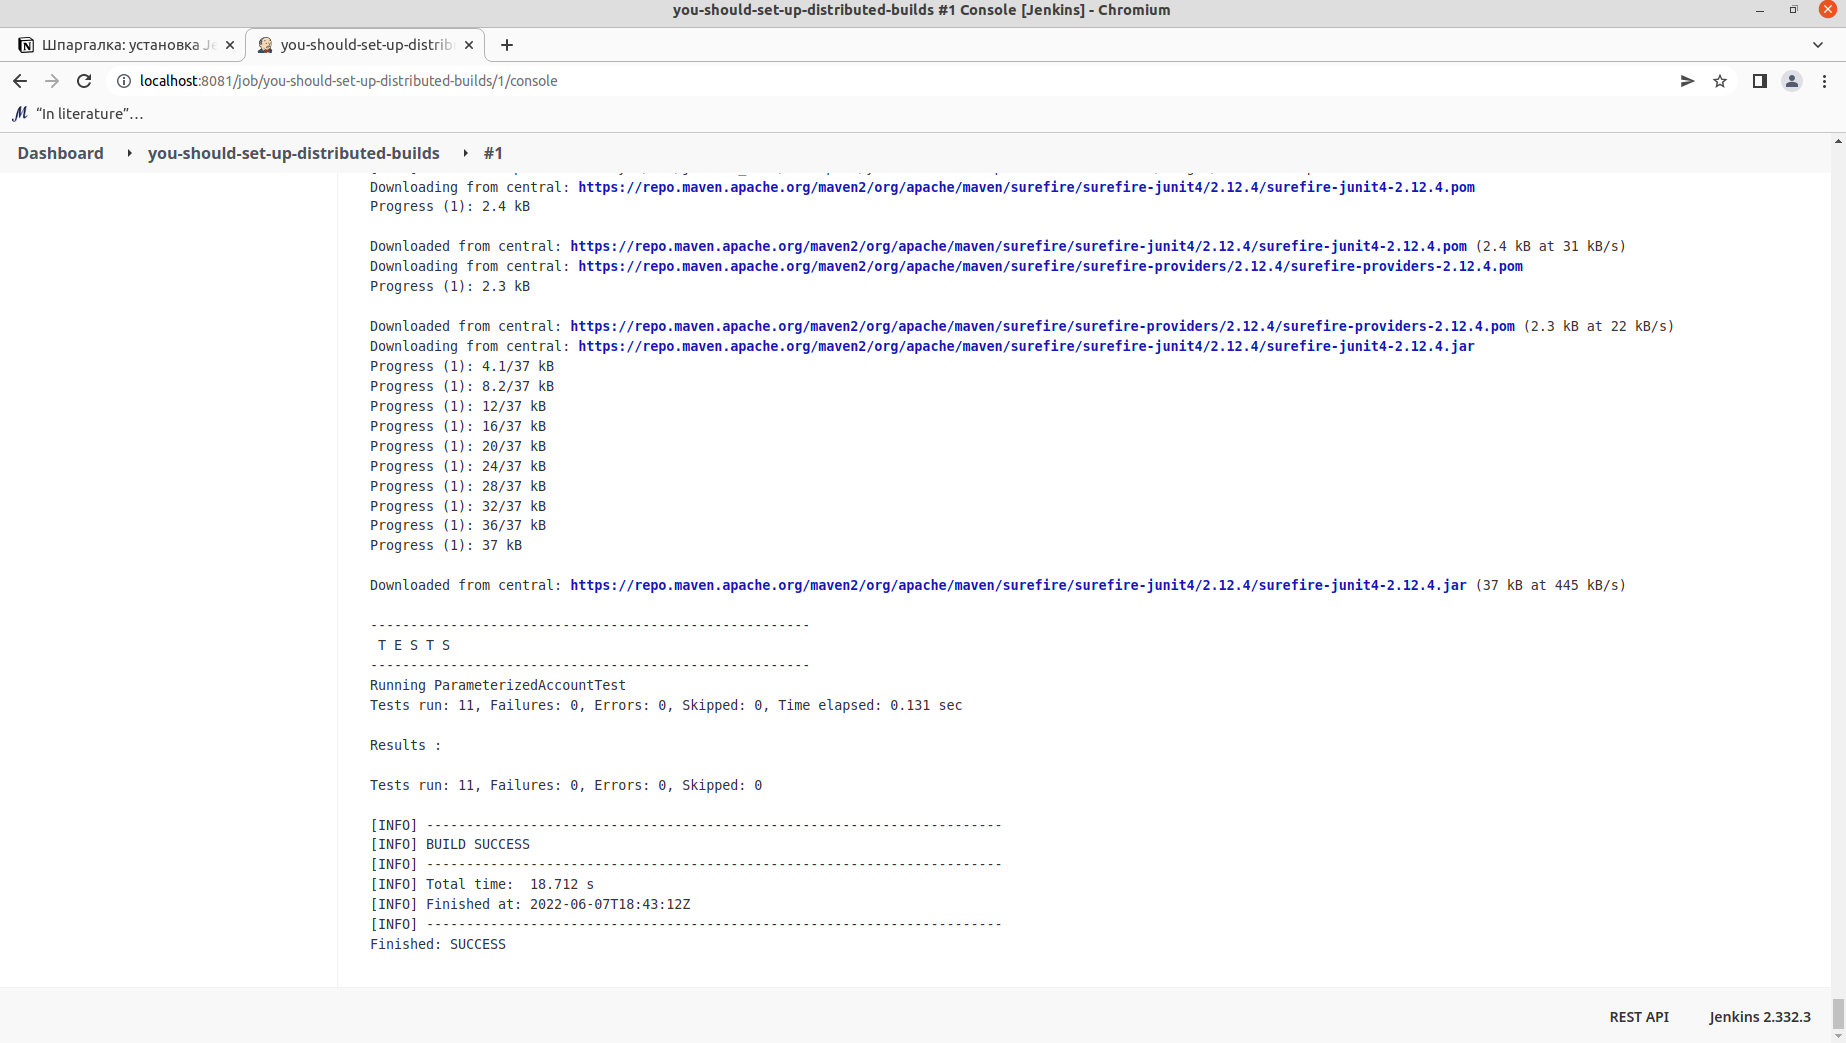 you-should-set-up-distributed-builds #1 Console [Jenkins] - Chromium
Шпаргалка: установка Je
you-should-set-up-distrib
localhost:8081/job/you-should-set-up-distributed-builds/1/console
“In literature”…
Dashboard
you-should-set-up-distributed-builds
#1
Downloading from central: https://repo.maven.apache.org/maven2/org/apache/maven/surefire/surefire-junit4/2.12.4/surefire-junit4-2.12.4.pom
Progress (1): 2.4 kB
Downloaded from central: https://repo.maven.apache.org/maven2/org/apache/maven/surefire/surefire-junit4/2.12.4/surefire-junit4-2.12.4.pom (2.4 kB at 31 kB/s)
Downloading from central: https://repo.maven.apache.org/maven2/org/apache/maven/surefire/surefire-providers/2.12.4/surefire-providers-2.12.4.pom
Progress (1): 2.3 kB
Downloaded from central: https://repo.maven.apache.org/maven2/org/apache/maven/surefire/surefire-providers/2.12.4/surefire-providers-2.12.4.pom (2.3 kB at 22 kB/s)
Downloading from central: https://repo.maven.apache.org/maven2/org/apache/maven/surefire/surefire-junit4/2.12.4/surefire-junit4-2.12.4.jar
Progress (1): 4.1/37 kB
Progress (1): 8.2/37 kB
Progress (1): 12/37 kB
Progress (1): 16/37 kB
Progress (1): 20/37 kB
Progress (1): 24/37 kB
Progress (1): 28/37 kB
Progress (1): 32/37 kB
Progress (1): 36/37 kB
Progress (1): 37 kB
Downloaded from central: https://repo.maven.apache.org/maven2/org/apache/maven/surefire/surefire-junit4/2.12.4/surefire-junit4-2.12.4.jar (37 kB at 445 kB/s)
-------------------------------------------------------
T E S T S
-------------------------------------------------------
Running ParameterizedAccountTest
Tests run: 11, Failures: 0, Errors: 0, Skipped: 0, Time elapsed: 0.131 sec
Results :
Tests run: 11, Failures: 0, Errors: 0, Skipped: 0
[INFO] ------------------------------------------------------------------------
[INFO] BUILD SUCCESS
[INFO] ------------------------------------------------------------------------
[INFO] Total time:  18.712 s
[INFO] Finished at: 2022-06-07T18:43:12Z
[INFO] ------------------------------------------------------------------------
Finished: SUCCESS
REST API
Jenkins 2.332.3